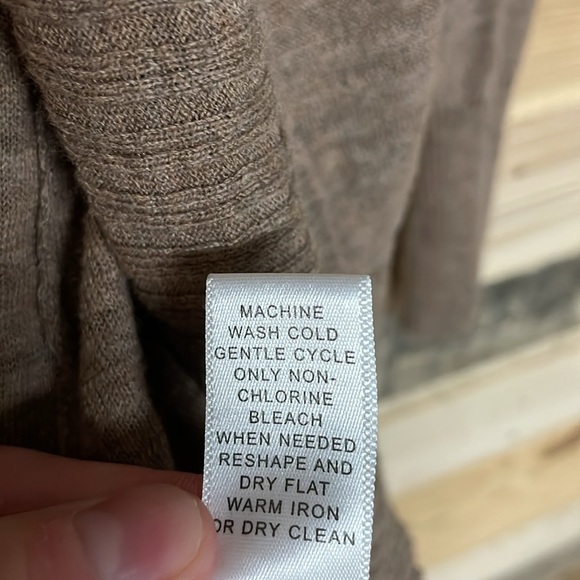 MACHINE
WASH COLD
GENTLE CYCLE
ONLY NON-
CHLORINE
BLEACH
WHEN NEEDED
RESHAPE AND
DRY FLAT
WARM IRON
OR DRY CLEAN